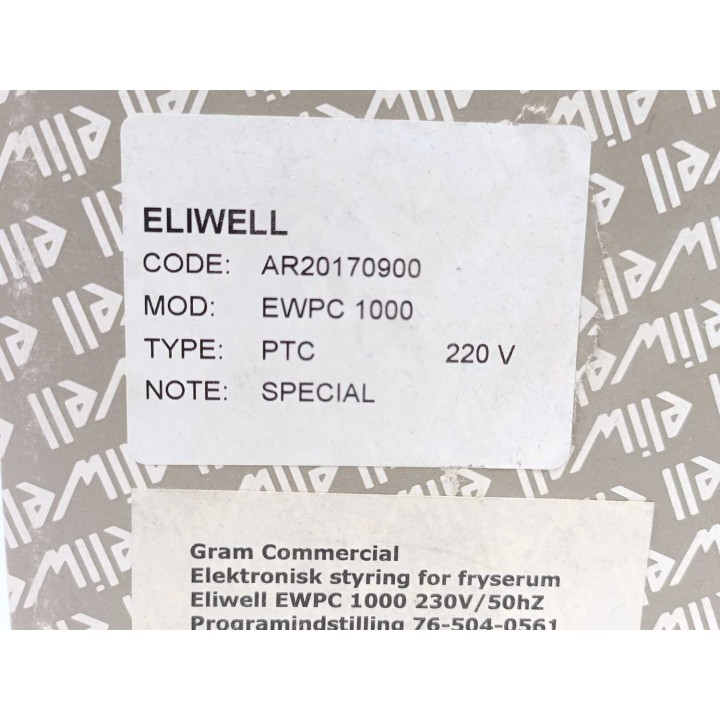 ELIWELL
CODE: AR20170900
MOD: EWPC 1000
TYPE: PTC 220 V
NOTE: SPECIAL
Gram Commercial
Elektronisk styring for fryserum
Eliwell EWPC 1000 230V/50hZ
Programindstilling 76-504-0561